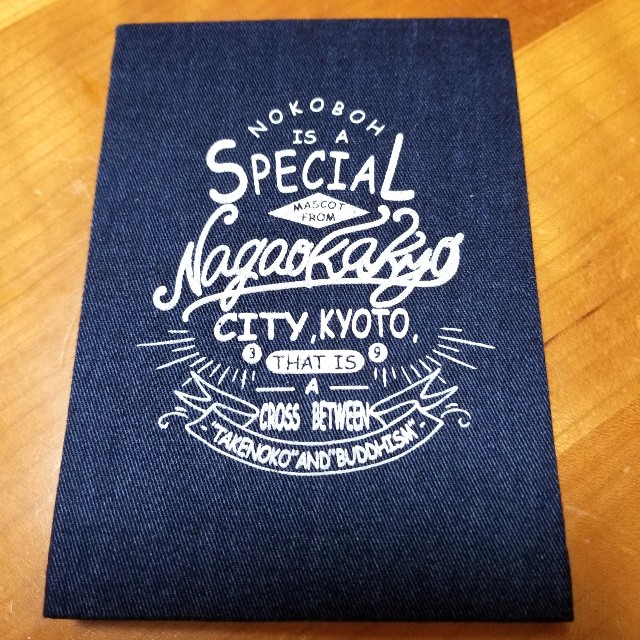 NOKOBOH
IS A
SPECIAL
MASCOT
FROM
Nagaokakyo
CITY, KYOTO,
3 THAT IS 9
A
CROSS BETWEEN
-"TAKENOKO" AND "BUDDHISM"-